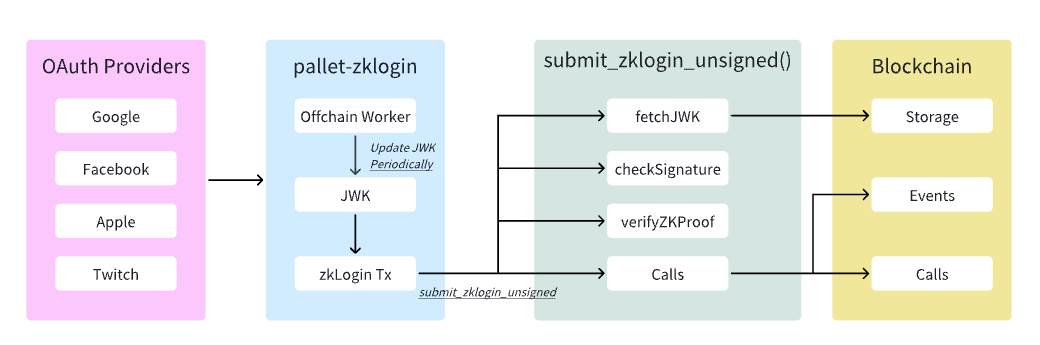 OAuth Providers
Google
Facebook
Apple
Twitch
pallet-zklogin
Offchain Worker
Update JWK
Periodically
JWK
zkLogin Tx
submit_zklogin_unsigned
submit_zklogin_unsigned()
fetchJWK
checkSignature
verifyZKProof
Calls
Blockchain
Storage
Events
Calls